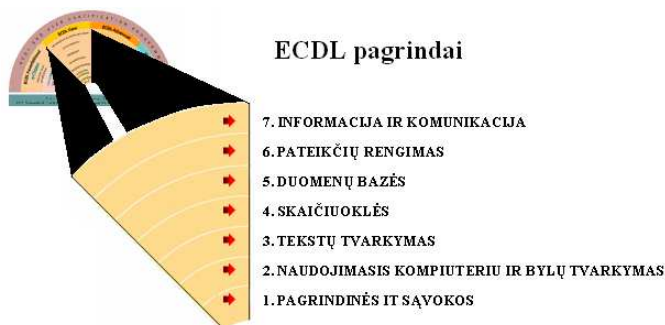 ECDL pagrindai
7. INFORMACIJA IR KOMUNIKACIJA
6. PATEIKČIŲ RENGIMAS
5. DUOMENŲ BAZĖS
4. SKAIČIUOKLĖS
3. TEKSTŲ TVARKYMAS
2. NAUDOJIMASIS KOMPIUTERIU IR BYLŲ TVARKYMAS
1. PAGRINDINĖS IT SĄVOKOS